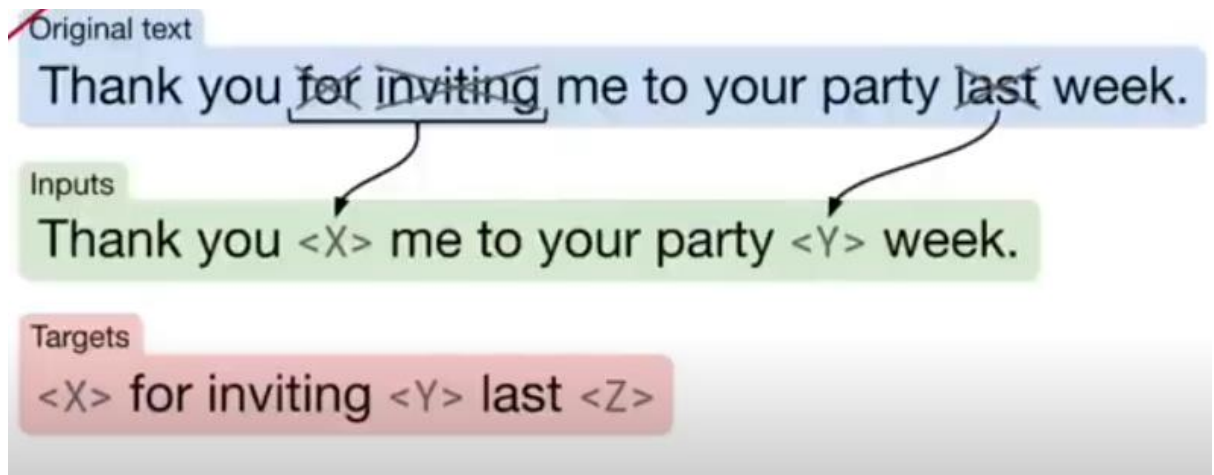 Original text
Thank you for inviting me to your party last week.
Inputs
Thank you <X> me to your party <Y> week.
Targets
<X> for inviting <Y> last <Z>